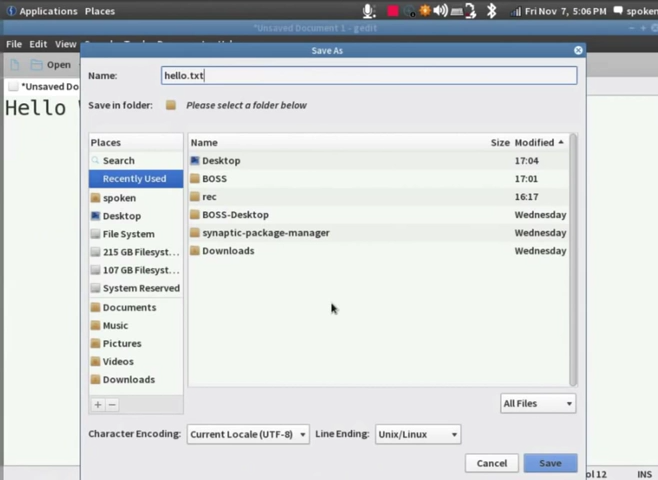 Applications Places Fri Nov 7, 5:06 PM spoken
*Unsaved Document 1 - gedit
File Edit View
Save As
Open
Name: hello.txt
*Unsaved Do
Hello
Save in folder: Please select a folder below
Places Name Size Modified
Search Desktop 17:04
Recently Used BOSS 17:01
spoken rec 16:17
Desktop BOSS-Desktop Wednesday
File System synaptic-package-manager Wednesday
215 GB Filesyst... Downloads Wednesday
107 GB Filesyst...
System Reserved
Documents
Music
Pictures
Videos
Downloads
+ − All Files
Character Encoding: Current Locale (UTF-8) Line Ending: Unix/Linux
Cancel Save
ol 12 INS